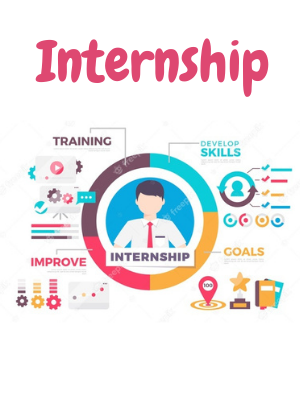 Internship
TRAINING
DEVELOP
SKILLS
INTERNSHIP
IMPROVE
GOALS
100